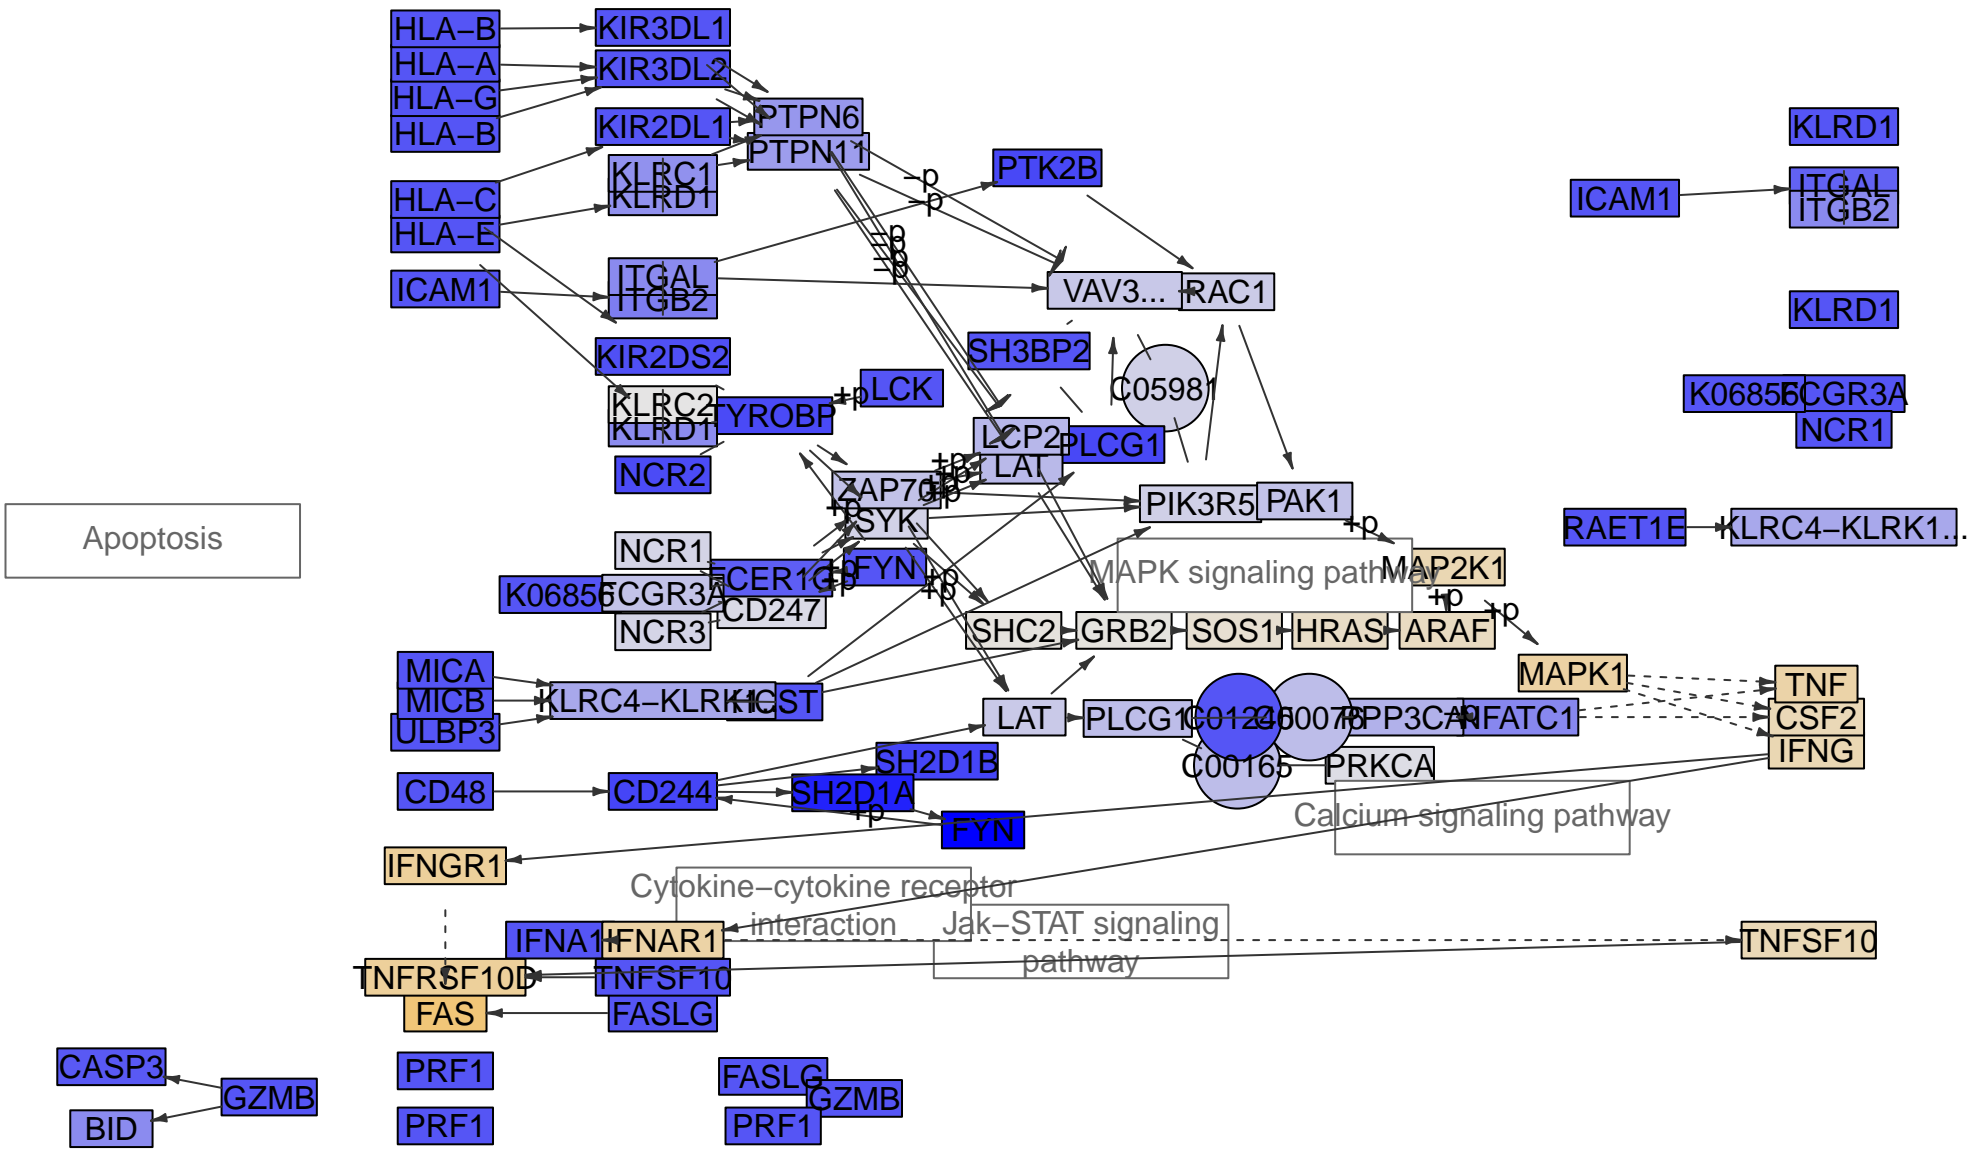 HLA−B
KIR3DL1
HLA−A
KIR3DL2
HLA−G
HLA−B
KIR2DL1
PTPN6
PTPN11
KLRC1
KLRD1
HLA−C
HLA−E
ICAM1
ITGAL
ITGB2
PTK2B
−p
−p
−p
−p
−p
−p
VAV3...
RAC1
KLRD1
ICAM1
ITGAL
ITGB2
KLRD1
KIR2DS2
SH3BP2
C05981
KLRC2
KLRD1
TYROBP
+p
LCK
NCR2
LCP2
LAT
PLCG1
K06856
FCGR3A
NCR1
ZAP70
SYK
+p
+p
+p
+p
+p
PIK3R5
PAK1
+p
RAET1E
KLRC4−KLRK1...
Apoptosis
NCR1
K06856
FCGR3A
NCR3
FCER1G
CD247
+p
+p
FYN
+p
+p
MAPK signaling pathway
MAP2K1
+p
+p
SHC2
GRB2
SOS1
HRAS
ARAF
MICA
MICB
ULBP3
KLRC4−KLRK1...
HCST
MAPK1
TNF
CSF2
IFNG
LAT
PLCG1
C01245
C00076
C00165
PPP3CA
−p
NFATC1
PRKCA
CD48
CD244
SH2D1B
SH2D1A
+p
FYN
Calcium signaling pathway
IFNGR1
Cytokine−cytokine receptor
interaction
Jak−STAT signaling
pathway
IFNA1
IFNAR1
TNFSF10
TNFRSF10D
TNFSF10
FAS
FASLG
CASP3
GZMB
BID
PRF1
PRF1
FASLG
GZMB
PRF1